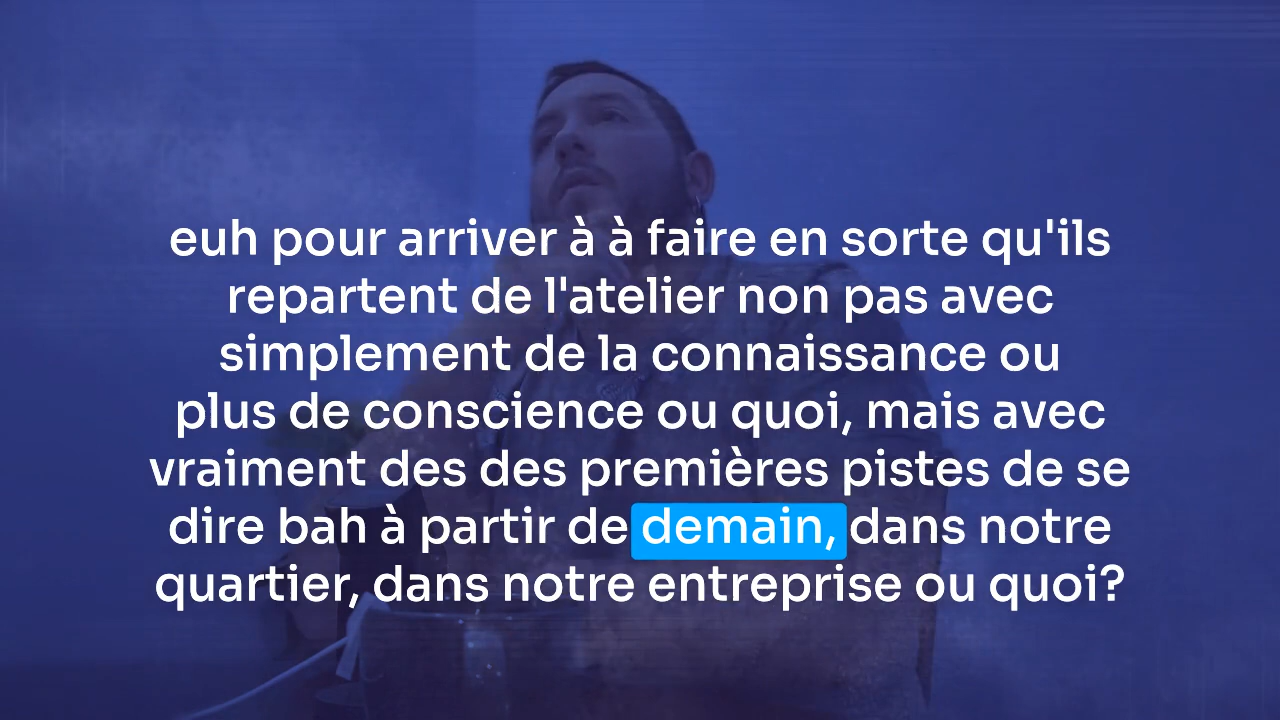 euh pour arriver à à faire en sorte qu'ils
repartent de l'atelier non pas avec
simplement de la connaissance ou
plus de conscience ou quoi, mais avec
vraiment des des premières pistes de se
dire bah à partir de demain, dans notre
quartier, dans notre entreprise ou quoi?